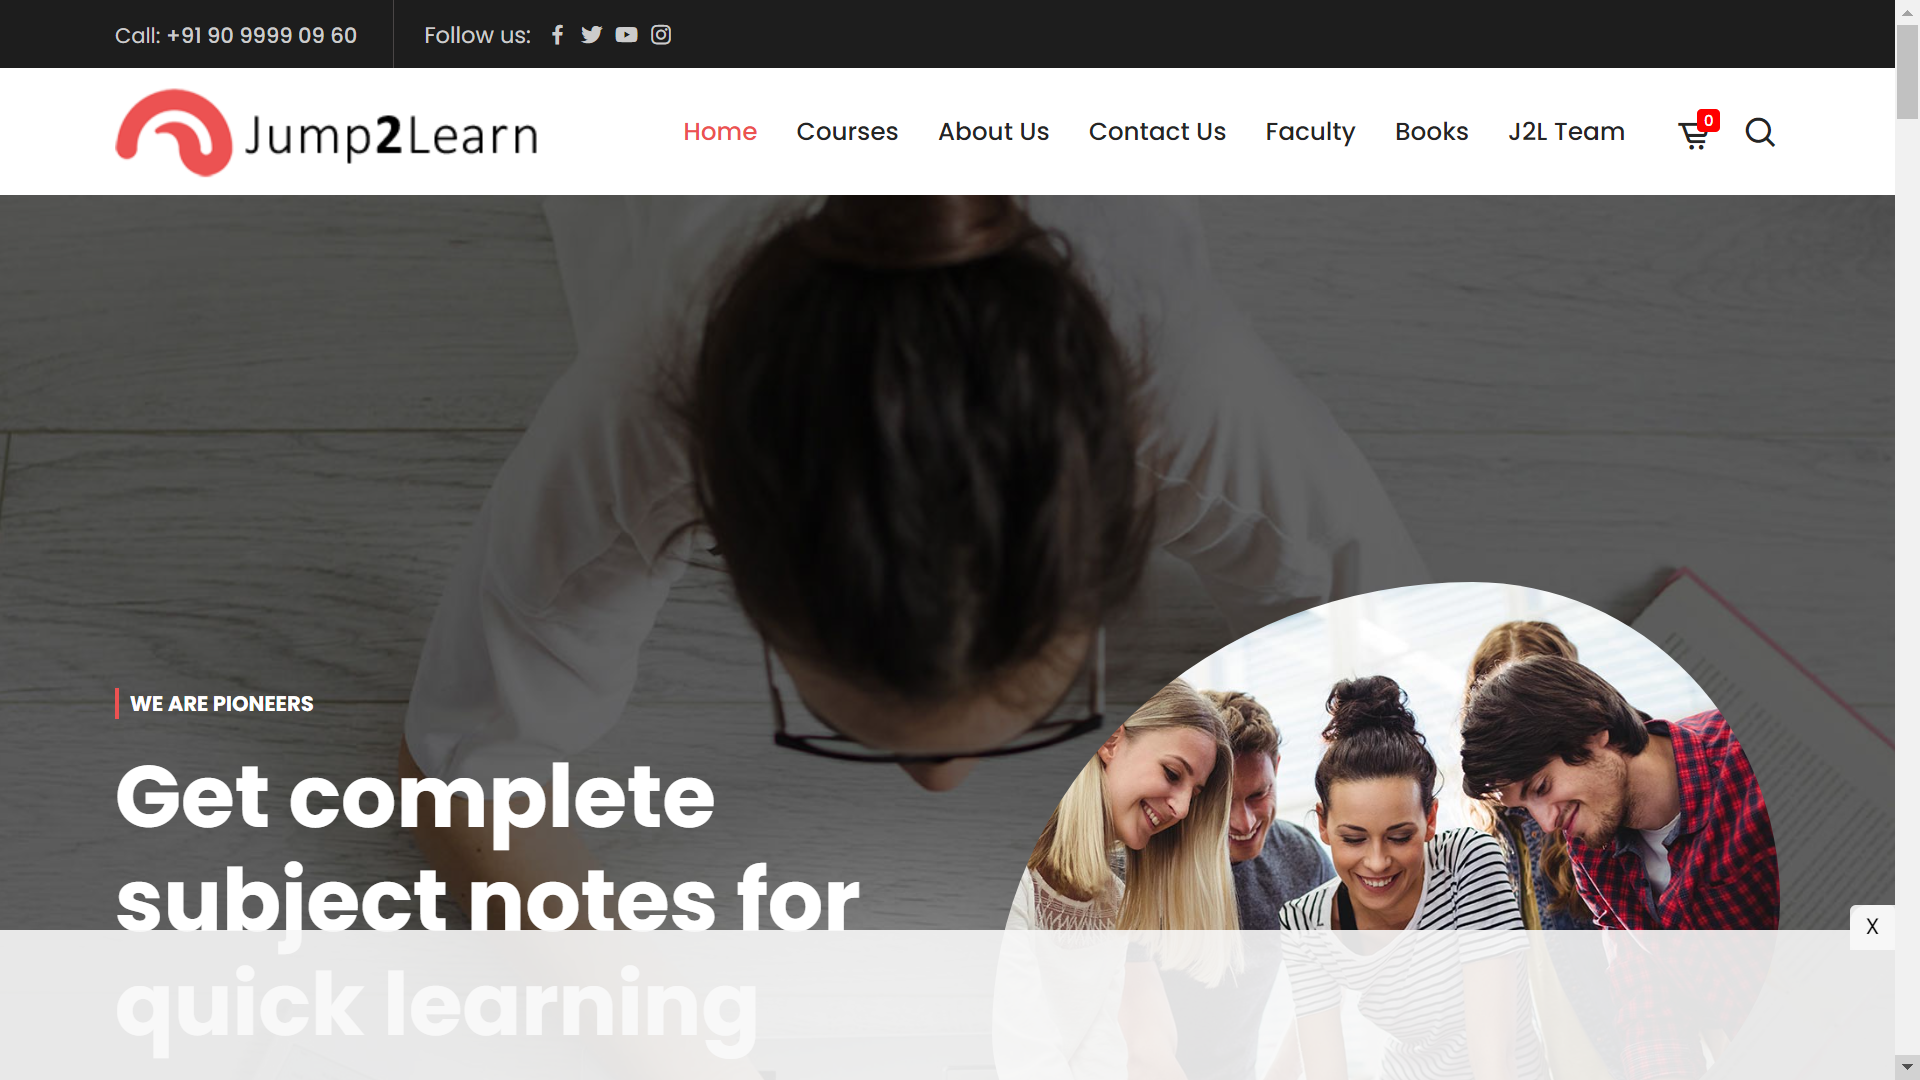 Call: +91 90 9999 09 60
Follow us:
Jump2Learn
Home
Courses
About Us
Contact Us
Faculty
Books
J2L Team
0
WE ARE PIONEERS
Get complete
subject notes for
quick learning
X